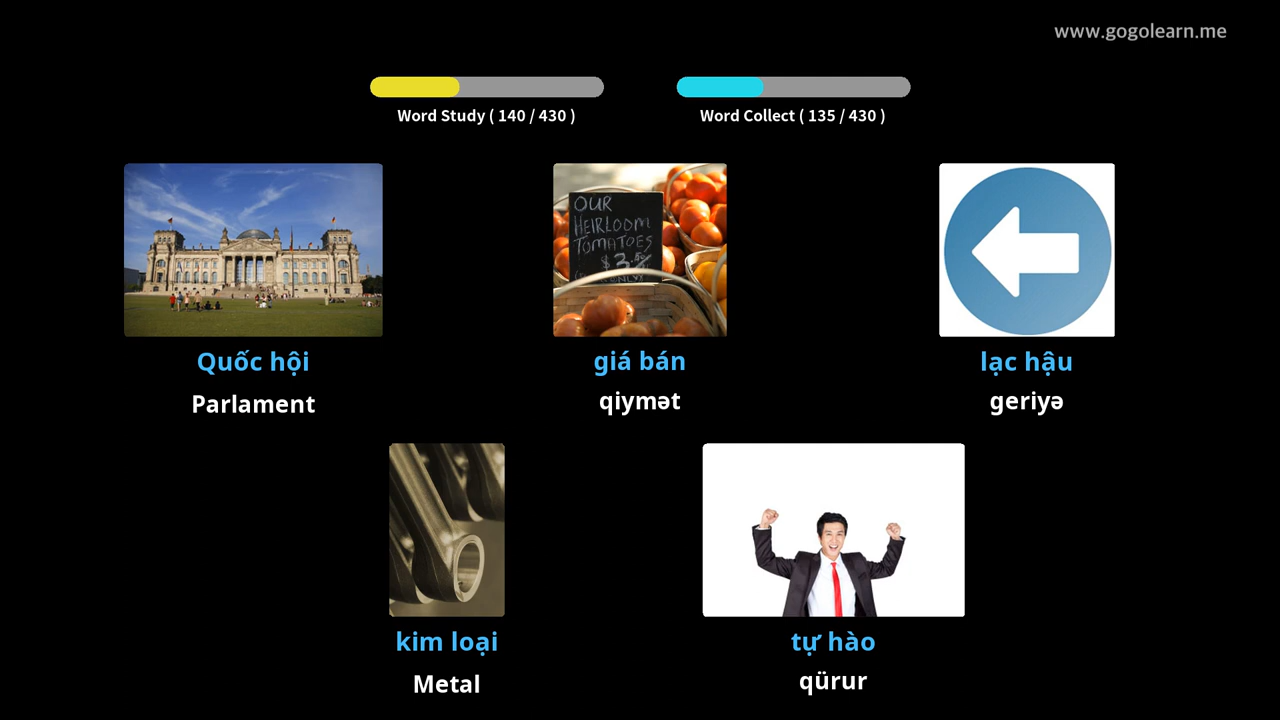 www.gogolearn.me
Word Study ( 140 / 430 )
Word Collect ( 135 / 430 )
OUR
HEIRLOOM
TOMATOES
Quốc hội
giá bán
lạc hậu
Parlament
qiymət
geriyə
kim loại
tự hào
Metal
qürur